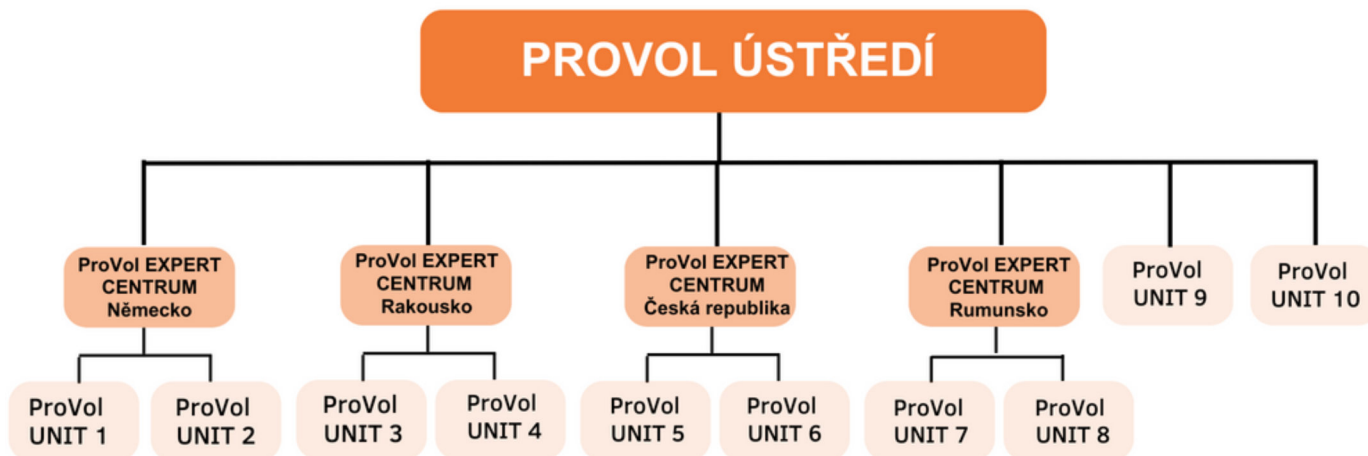 PROVOL ÚSTŘEDÍ
ProVol EXPERT
CENTRUM
Německo
ProVol EXPERT
CENTRUM
Rakousko
ProVol EXPERT
CENTRUM
Česká republika
ProVol EXPERT
CENTRUM
Rumunsko
ProVol
UNIT 9
ProVol
UNIT 10
ProVol
UNIT 1
ProVol
UNIT 2
ProVol
UNIT 3
ProVol
UNIT 4
ProVol
UNIT 5
ProVol
UNIT 6
ProVol
UNIT 7
ProVol
UNIT 8